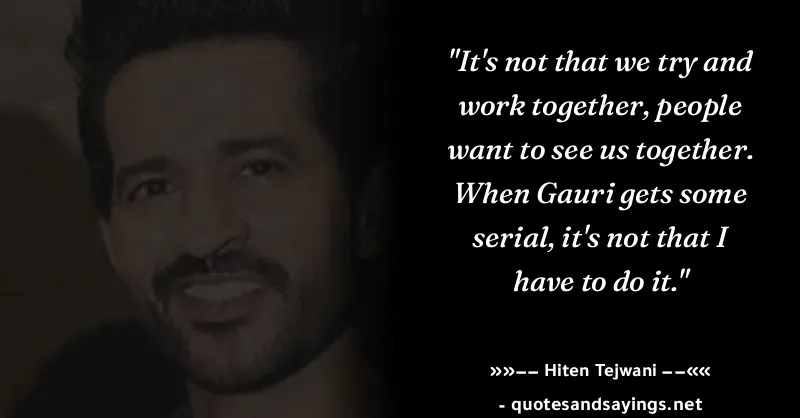 "It's not that we try and
work together, people
want to see us together.
When Gauri gets some
serial, it's not that I
have to do it."
»»−− Hiten Tejwani −−««
- quotesandsayings.net